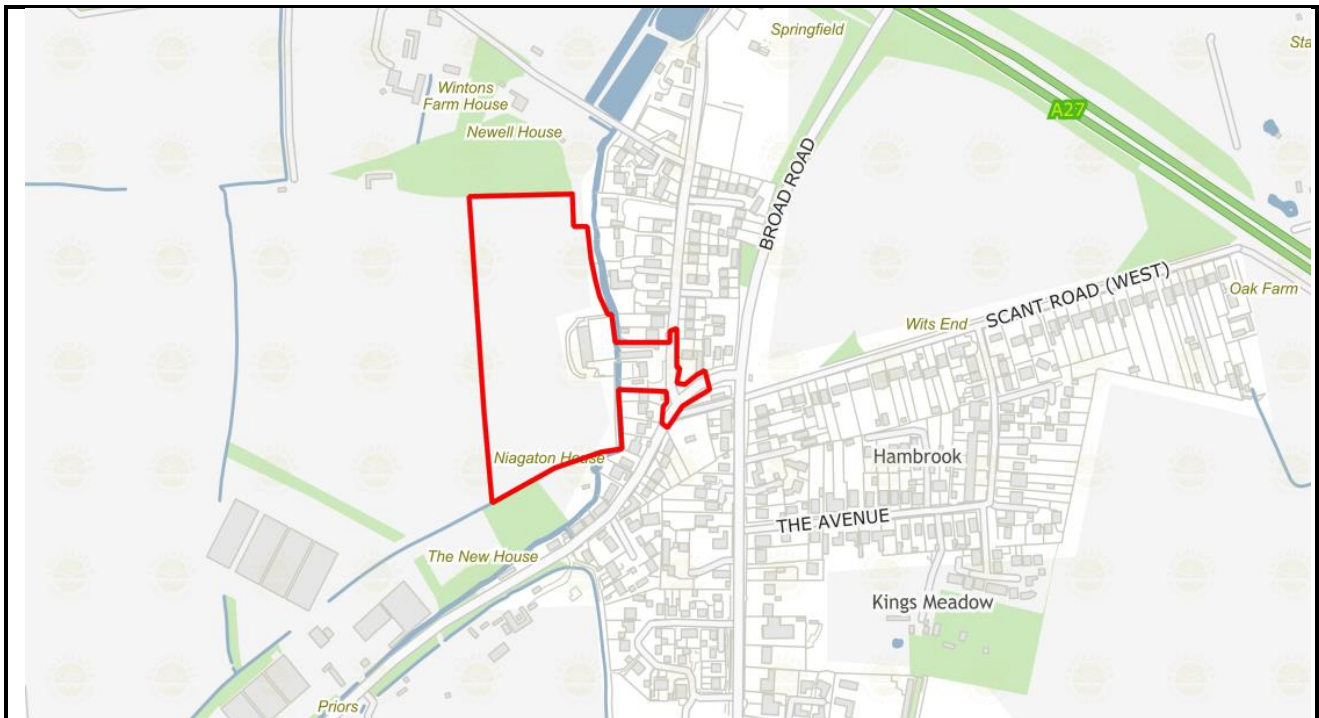 Springfield
Sta
Wintons
Farm House
A27
Newell House
BROAD ROAD
SCANT ROAD (WEST)
Oak Farm
Wits End
Niagaton House
Hambrook
THE AVENUE
The New House
Kings Meadow
Priors